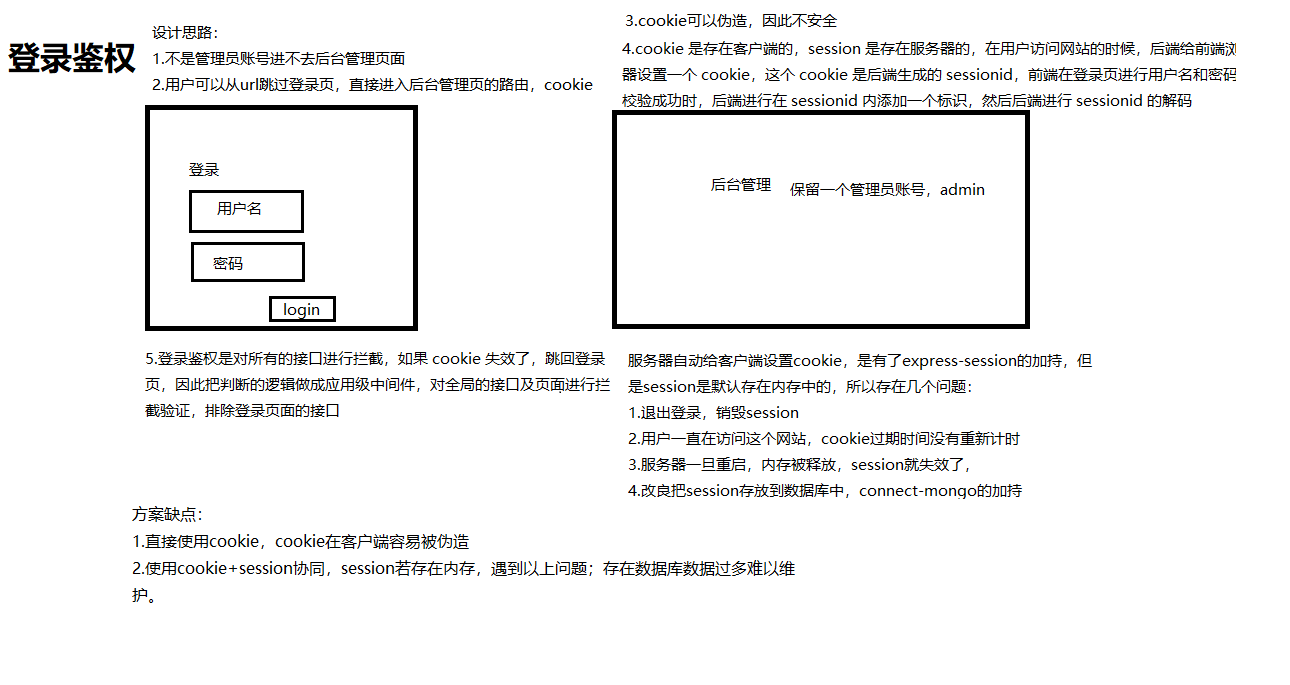 登录鉴权
设计思路：
1.不是管理员账号进不去后台管理页面
2.用户可以从url跳过登录页，直接进入后台管理页的路由，cookie
3.cookie可以伪造，因此不安全
4.cookie 是存在客户端的，session 是存在服务器的，在用户访问网站的时候，后端给前端浏
器设置一个 cookie，这个 cookie 是后端生成的 sessionid，前端在登录页进行用户名和密码
校验成功时，后端进行在 sessionid 内添加一个标识，然后后端进行 sessionid 的解码
登录
用户名
密码
login
后台管理
保留一个管理员账号，admin
5.登录鉴权是对所有的接口进行拦截，如果 cookie 失效了，跳回登录
页，因此把判断的逻辑做成应用级中间件，对全局的接口及页面进行拦
截验证，排除登录页面的接口
服务器自动给客户端设置cookie，是有了express-session的加持，但
是session是默认存在内存中的，所以存在几个问题：
1.退出登录，销毁session
2.用户一直在访问这个网站，cookie过期时间没有重新计时
3.服务器一旦重启，内存被释放，session就失效了，
4.改良把session存放到数据库中，connect-mongo的加持
方案缺点：
1.直接使用cookie，cookie在客户端容易被伪造
2.使用cookie+session协同，session若存在内存，遇到以上问题；存在数据库数据过多难以维
护。